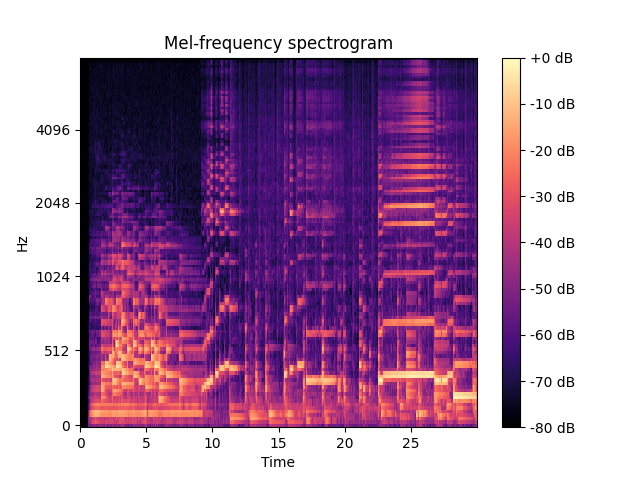 Mel-frequency spectrogram
Hz
4096
2048
1024
512
0
0 5 10 15 20 25
Time
+0 dB
-10 dB
-20 dB
-30 dB
-40 dB
-50 dB
-60 dB
-70 dB
-80 dB